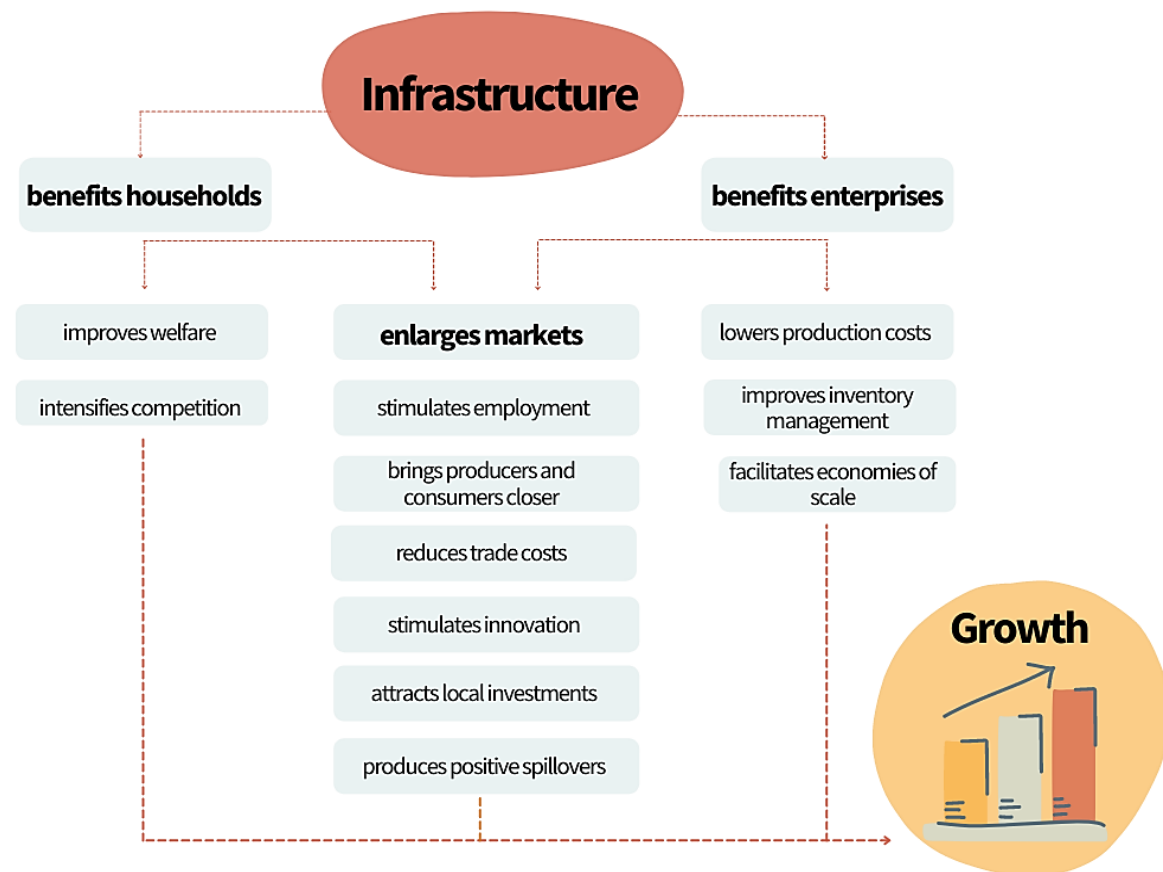 Infrastructure
benefits households
benefits enterprises
improves welfare
intensifies competition
enlarges markets
stimulates employment
brings producers and
consumers closer
reduces trade costs
stimulates innovation
attracts local investments
produces positive spillovers
lowers production costs
improves inventory
management
facilitates economies of
scale
Growth